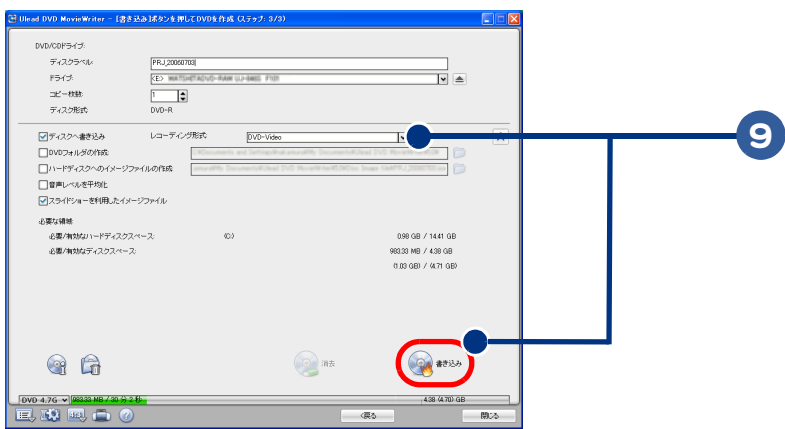 Ulead DVD MovieWriter - [書き込み]ボタンを押してDVDを作成 (ステップ: 3/3)
DVD/CDドライブ:
ディスクラベル: PRJ_20060703
ドライブ: (E:)
コピー枚数: 1
ディスク形式: DVD-R
ディスクへ書き込み レコーディング形式: DVD-Video
9
DVDフォルダの作成:
ハードディスクへのイメージファイルの作成:
音声レベルを平均化
スライドショーを利用したイメージファイル
必要な領域:
必要/有効なハードディスクスペース: (C:) 0.98 GB / 14.41 GB
必要/有効なディスクスペース: 983.33 MB / 4.38 GB
(1.03 GB) / (4.71 GB)
消去 書き込み
DVD 4.7G 983.33 MB / 30 分 2 秒 4.38 (4.70) GB
<戻る 閉じる